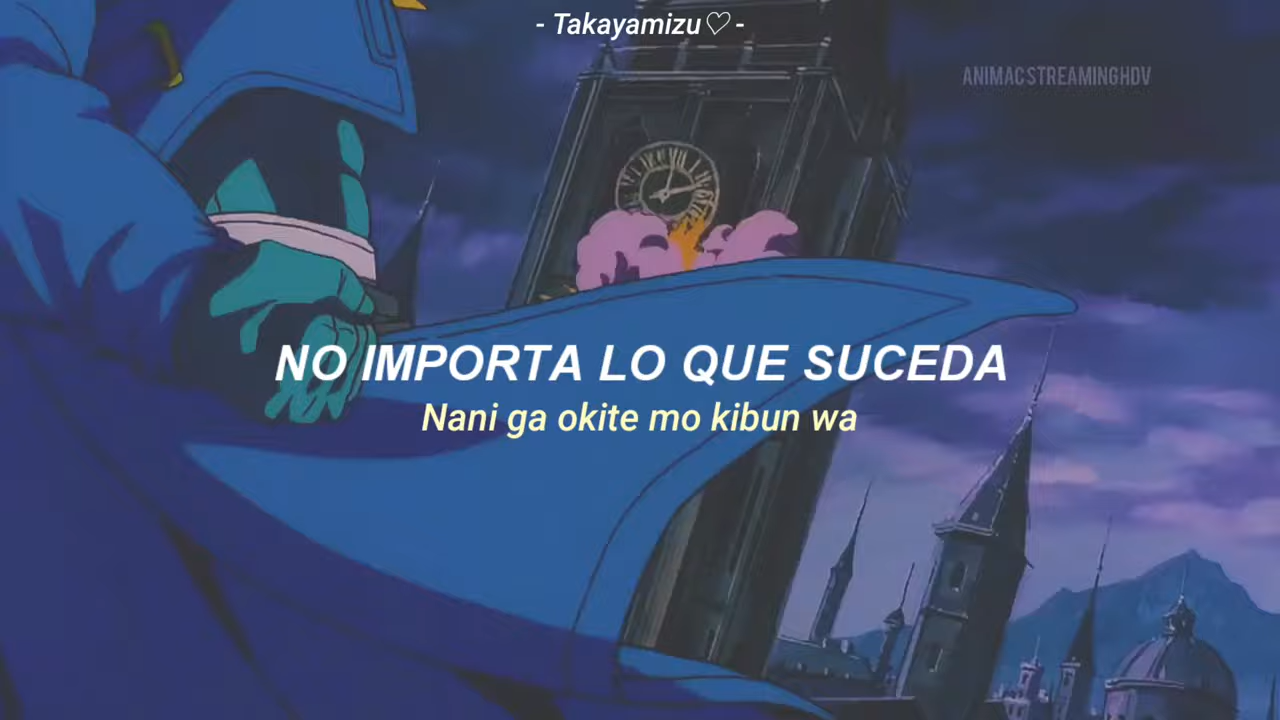 - Takayamizu♡ -
ANIMACSTREAMINGHDV
NO IMPORTA LO QUE SUCEDA
Nani ga okite mo kibun wa